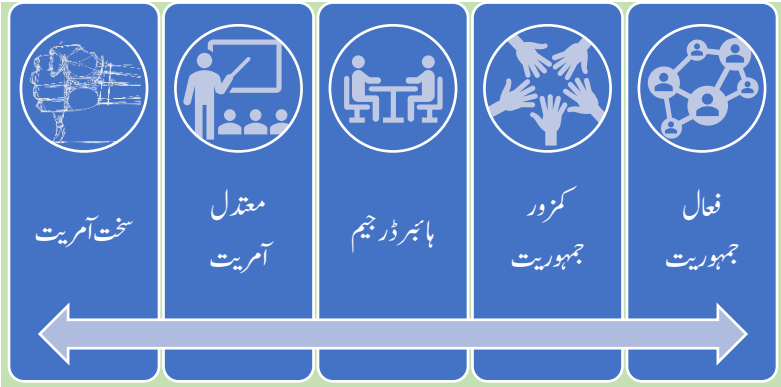 فعال
جمہوریت
کمزور
جمہوریت
ہائبرڈ رجیم
معتدل
آمریت
سخت آمریت